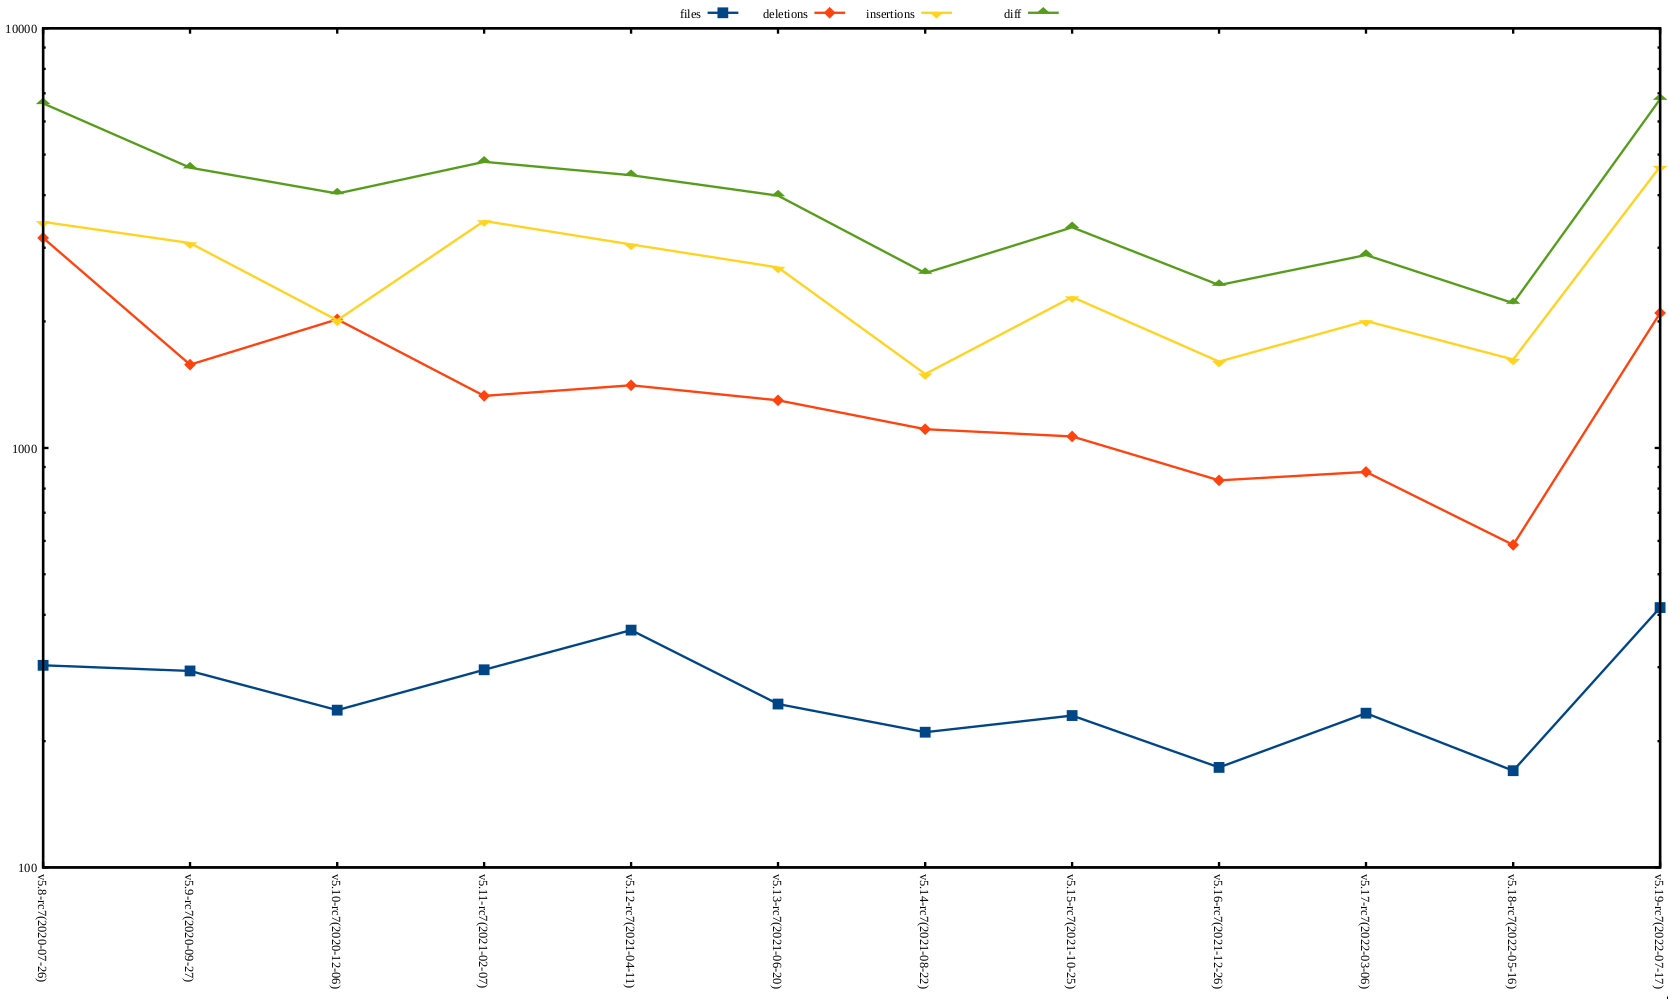 files deletions insertions diff
10000
1000
100
v5.8-rc7(2020-07-26)
v5.9-rc7(2020-09-27)
v5.10-rc7(2020-12-06)
v5.11-rc7(2021-02-07)
v5.12-rc7(2021-04-11)
v5.13-rc7(2021-06-20)
v5.14-rc7(2021-08-22)
v5.15-rc7(2021-10-25)
v5.16-rc7(2021-12-26)
v5.17-rc7(2022-03-06)
v5.18-rc7(2022-05-16)
v5.19-rc7(2022-07-17)